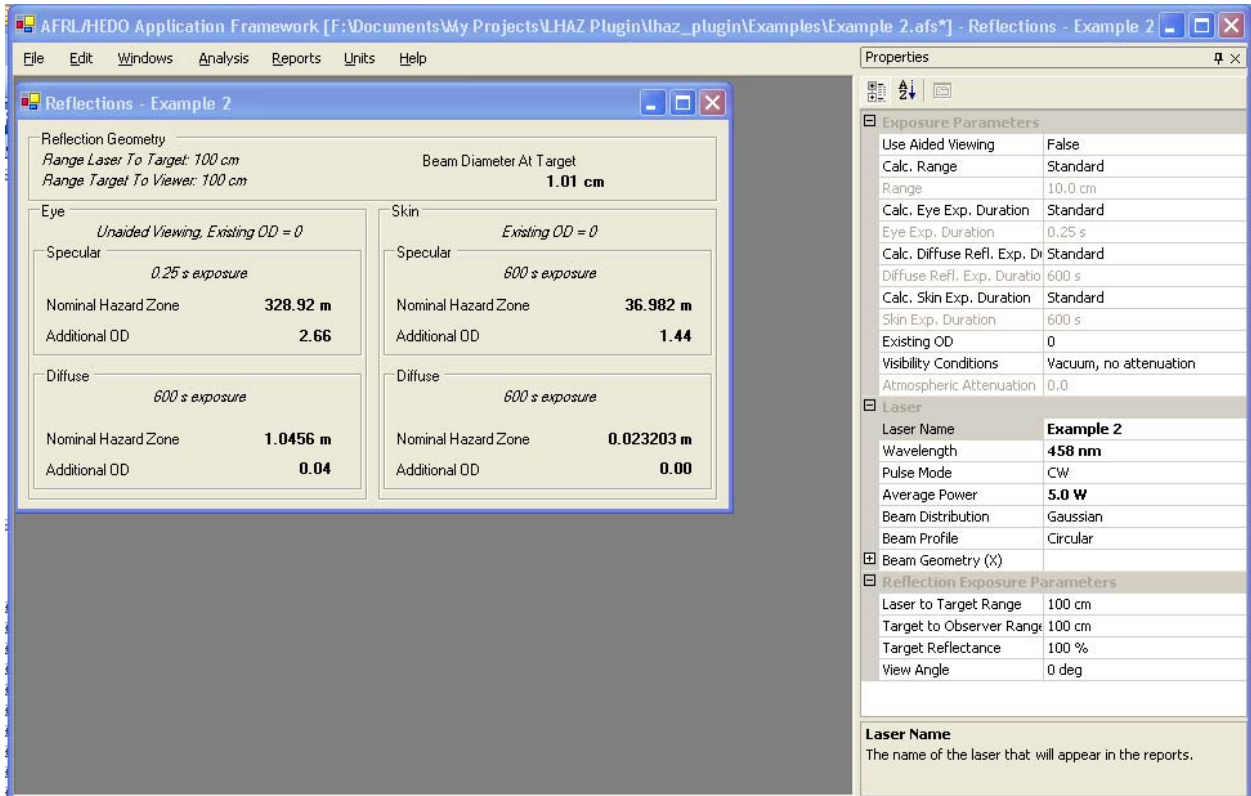 AFRL/HEDO Application Framework [F:\Documents\My Projects\LHAZ Plugin\lhaz_plugin\Examples\Example 2.afs*] - Reflections - Example 2
File Edit Windows Analysis Reports Units Help
Reflections - Example 2
Reflection Geometry
Range Laser To Target: 100 cm
Range Target To Viewer: 100 cm
Beam Diameter At Target
1.01 cm
Eye
Unaided Viewing, Existing OD = 0
Specular
0.25 s exposure
Nominal Hazard Zone 328.92 m
Additional OD 2.66
Diffuse
600 s exposure
Nominal Hazard Zone 1.0456 m
Additional OD 0.04
Skin
Existing OD = 0
Specular
600 s exposure
Nominal Hazard Zone 36.982 m
Additional OD 1.44
Diffuse
600 s exposure
Nominal Hazard Zone 0.023203 m
Additional OD 0.00
Properties
Exposure Parameters
Use Aided Viewing False
Calc. Range Standard
Range 10.0 cm
Calc. Eye Exp. Duration Standard
Eye Exp. Duration 0.25 s
Calc. Diffuse Refl. Exp. D Standard
Diffuse Refl. Exp. Duratio 600 s
Calc. Skin Exp. Duration Standard
Skin Exp. Duration 600 s
Existing OD 0
Visibility Conditions Vacuum, no attenuation
Atmospheric Attenuation 0.0
Laser
Laser Name Example 2
Wavelength 458 nm
Pulse Mode CW
Average Power 5.0 W
Beam Distribution Gaussian
Beam Profile Circular
Beam Geometry (X)
Reflection Exposure Parameters
Laser to Target Range 100 cm
Target to Observer Range 100 cm
Target Reflectance 100 %
View Angle 0 deg
Laser Name
The name of the laser that will appear in the reports.